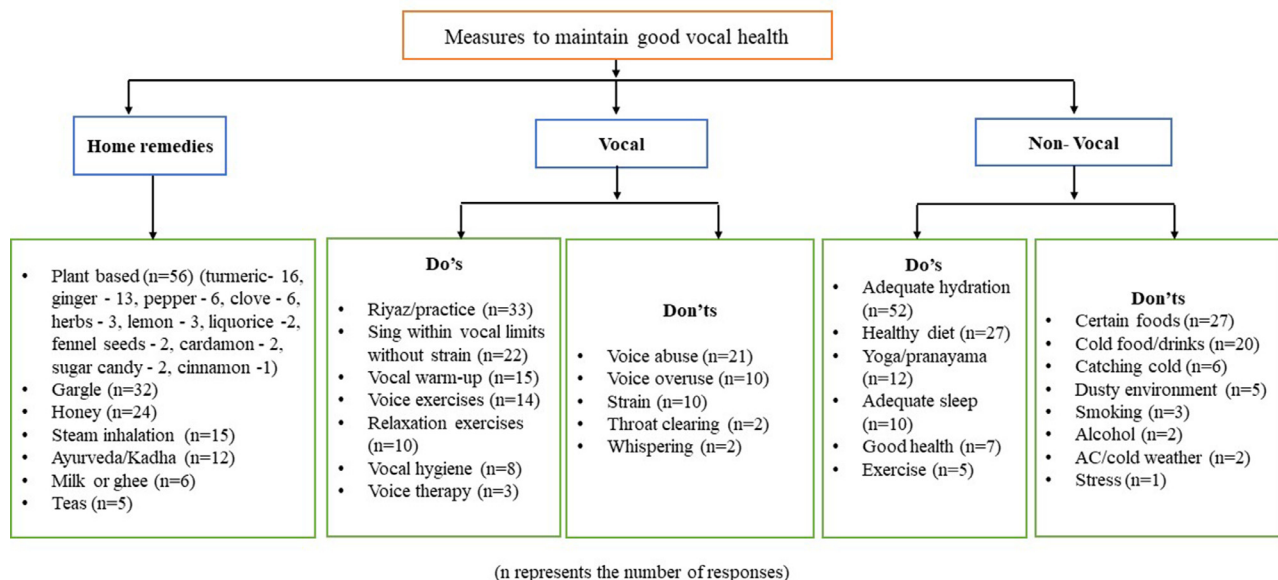 Measures to maintain good vocal health
Home remedies
Vocal
Non- Vocal
• Plant based (n=56) (turmeric- 16,
ginger - 13, pepper - 6, clove - 6,
herbs - 3, lemon - 3, liquorice -2,
fennel seeds - 2, cardamon - 2,
sugar candy - 2, cinnamon -1)
• Gargle (n=32)
• Honey (n=24)
• Steam inhalation (n=15)
• Ayurveda/Kadha (n=12)
• Milk or ghee (n=6)
• Teas (n=5)
Do’s
• Riyaz/practice (n=33)
• Sing within vocal limits
without strain (n=22)
• Vocal warm-up (n=15)
• Voice exercises (n=14)
• Relaxation exercises
(n=10)
• Vocal hygiene (n=8)
• Voice therapy (n=3)
Don’ts
• Voice abuse (n=21)
• Voice overuse (n=10)
• Strain (n=10)
• Throat clearing (n=2)
• Whispering (n=2)
Do’s
• Adequate hydration
(n=52)
• Healthy diet (n=27)
• Yoga/pranayama
(n=12)
• Adequate sleep
(n=10)
• Good health (n=7)
• Exercise (n=5)
Don’ts
• Certain foods (n=27)
• Cold food/drinks (n=20)
• Catching cold (n=6)
• Dusty environment (n=5)
• Smoking (n=3)
• Alcohol (n=2)
• AC/cold weather (n=2)
• Stress (n=1)
(n represents the number of responses)